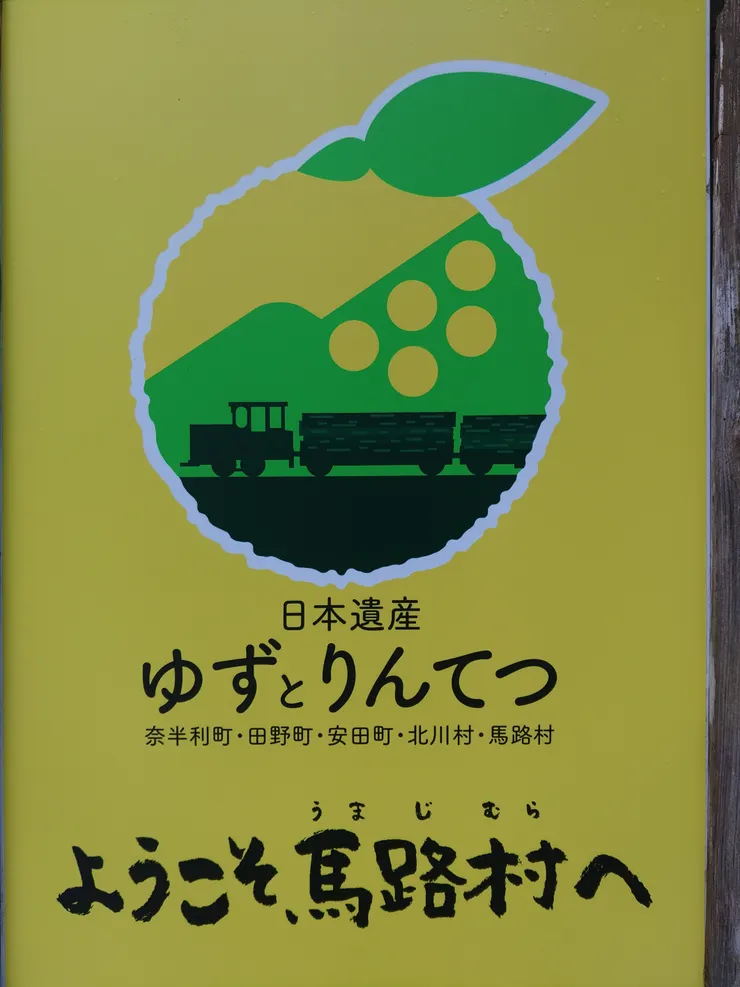 日本遺産
ゆずとりんてつ
奈半利町・田野町・安田町・北川村・馬路村
うまじむら
ようこそ、馬路村へ